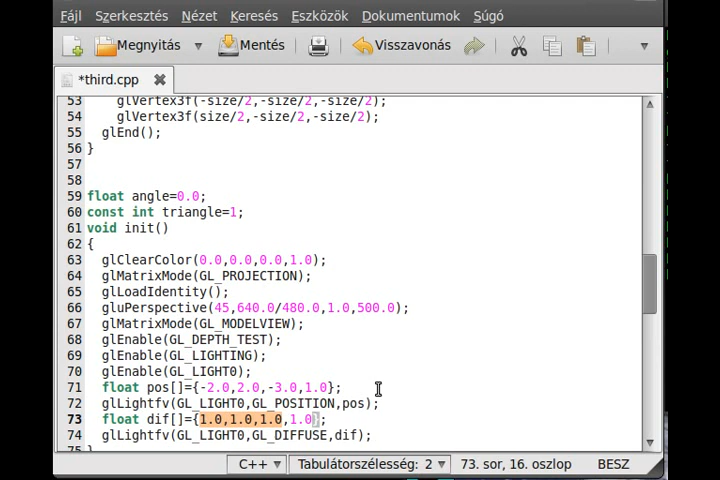 Fájl Szerkesztés Nézet Keresés Eszközök Dokumentumok Súgó
Megnyitás Mentés Visszavonás
*third.cpp
53 glVertex3f(-size/2,-size/2,-size/2);
54 glVertex3f(size/2,-size/2,-size/2);
55 glEnd();
56 }
57
58
59 float angle=0.0;
60 const int triangle=1;
61 void init()
62 {
63 glClearColor(0.0,0.0,0.0,1.0);
64 glMatrixMode(GL_PROJECTION);
65 glLoadIdentity();
66 gluPerspective(45,640.0/480.0,1.0,500.0);
67 glMatrixMode(GL_MODELVIEW);
68 glEnable(GL_DEPTH_TEST);
69 glEnable(GL_LIGHTING);
70 glEnable(GL_LIGHT0);
71 float pos[]={-2.0,2.0,-3.0,1.0};
72 glLightfv(GL_LIGHT0,GL_POSITION,pos);
73 float dif[]={1.0,1.0,1.0,1.0};
74 glLightfv(GL_LIGHT0,GL_DIFFUSE,dif);
75 }
C++ Tabulátorszélesség: 2 73. sor, 16. oszlop BESZ